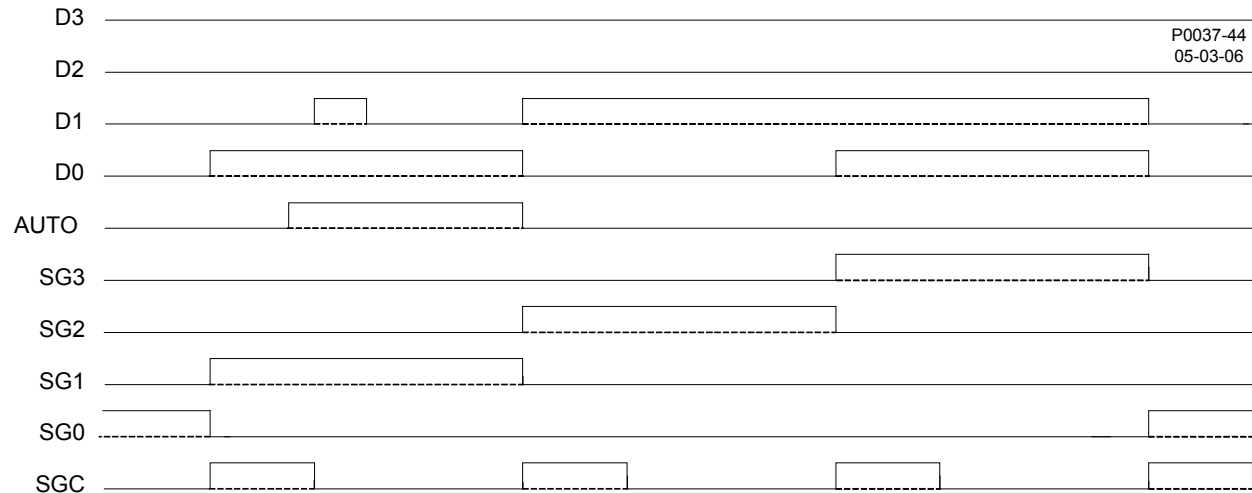 D3
P0037-44
05-03-06
D2
D1
D0
AUTO
SG3
SG2
SG1
SG0
SGC